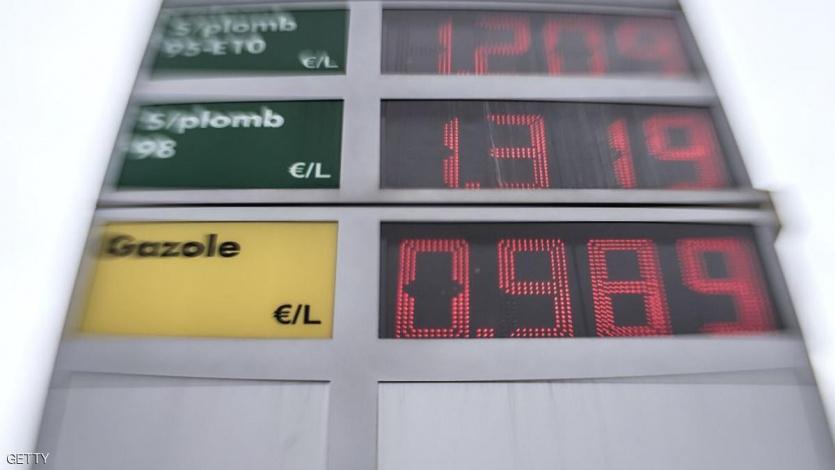 S/plomb
95-E10
€/L
1.209
S/plomb
98
€/L
1.319
Gazole
€/L
0.989
GETTY